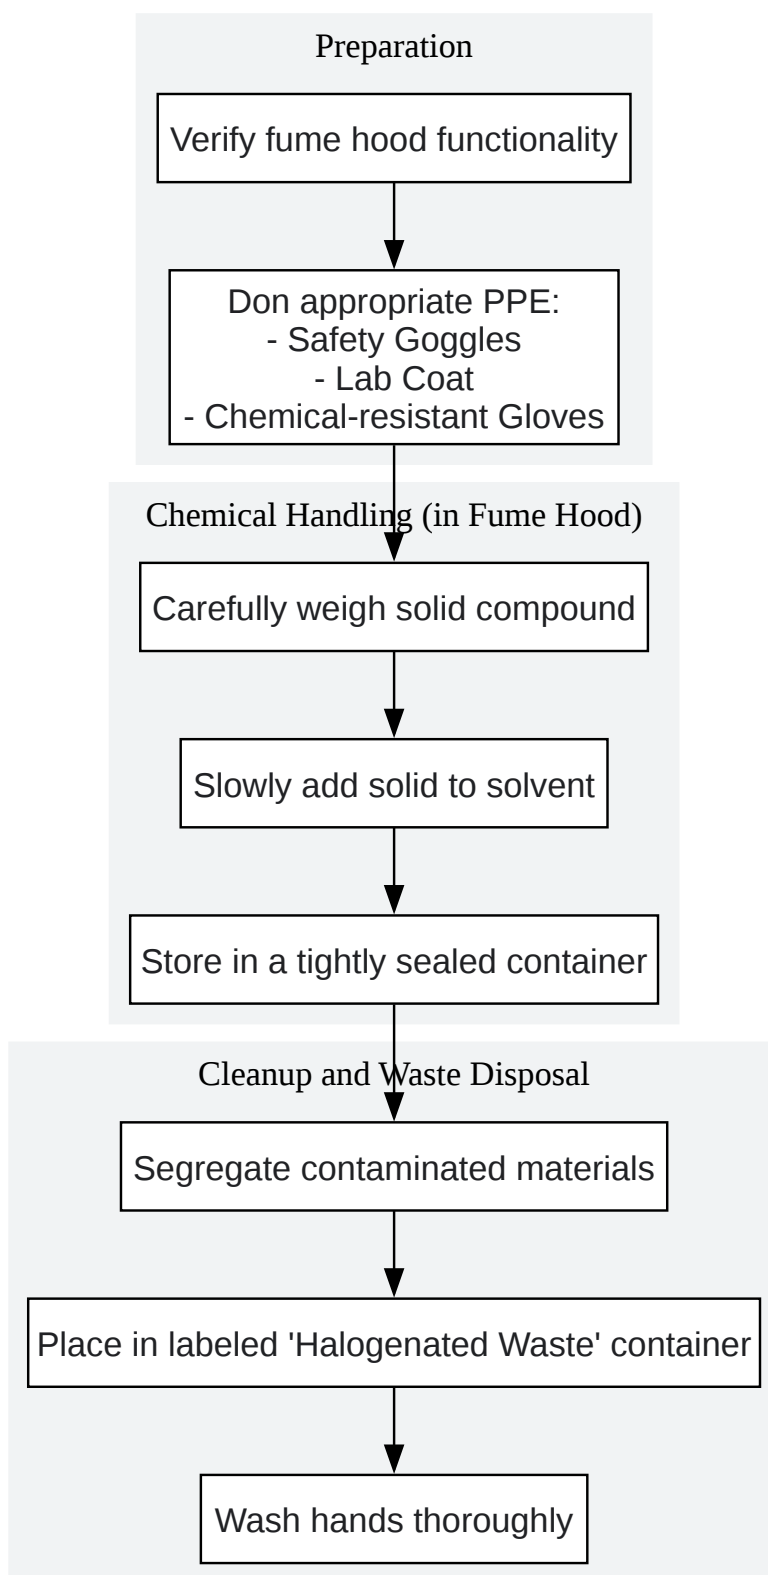 Preparation
Verify fume hood functionality
Don appropriate PPE:
- Safety Goggles
- Lab Coat
- Chemical-resistant Gloves
Chemical Handling (in Fume Hood)
Carefully weigh solid compound
Slowly add solid to solvent
Store in a tightly sealed container
Cleanup and Waste Disposal
Segregate contaminated materials
Place in labeled 'Halogenated Waste' container
Wash hands thoroughly